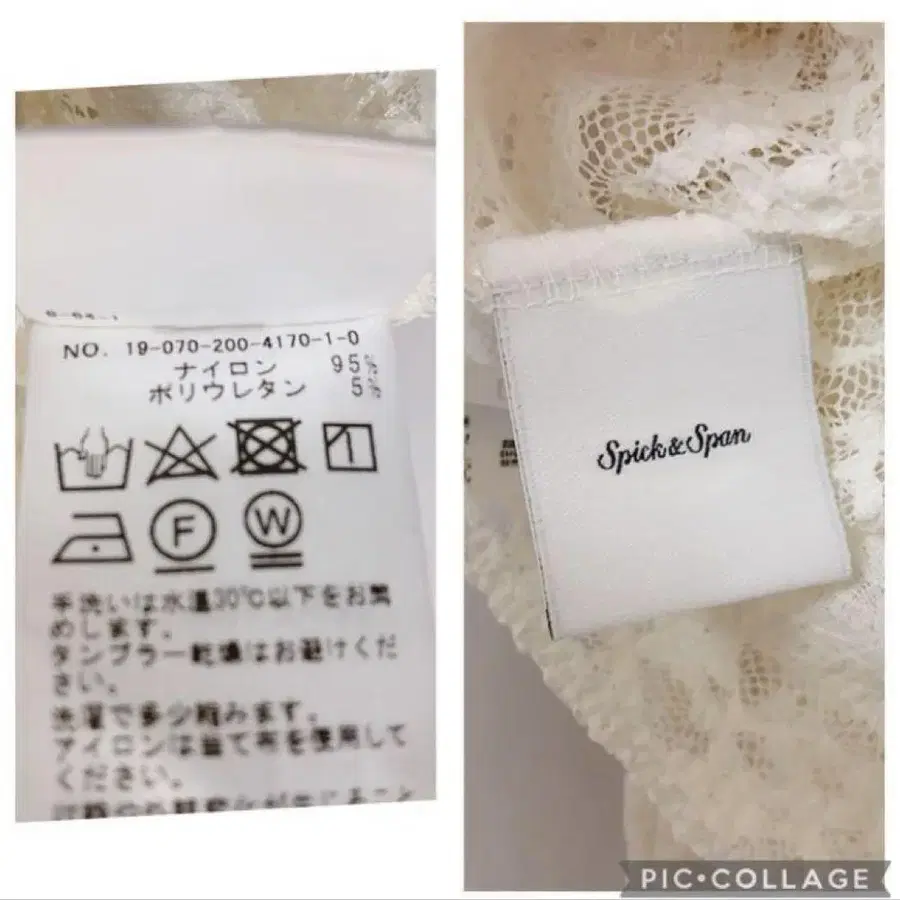 NO. 19-070-200-4170-1-0
ナイロン 95%
ポリウレタン 5%
1
F
W
手洗いは水温30℃以下をお薦
めします。
タンブラー乾燥はお避けくだ
さい。
洗濯で多少縮みます。
アイロンは当て布を使用して
ください。
Spick&Span
PIC•COLLAGE